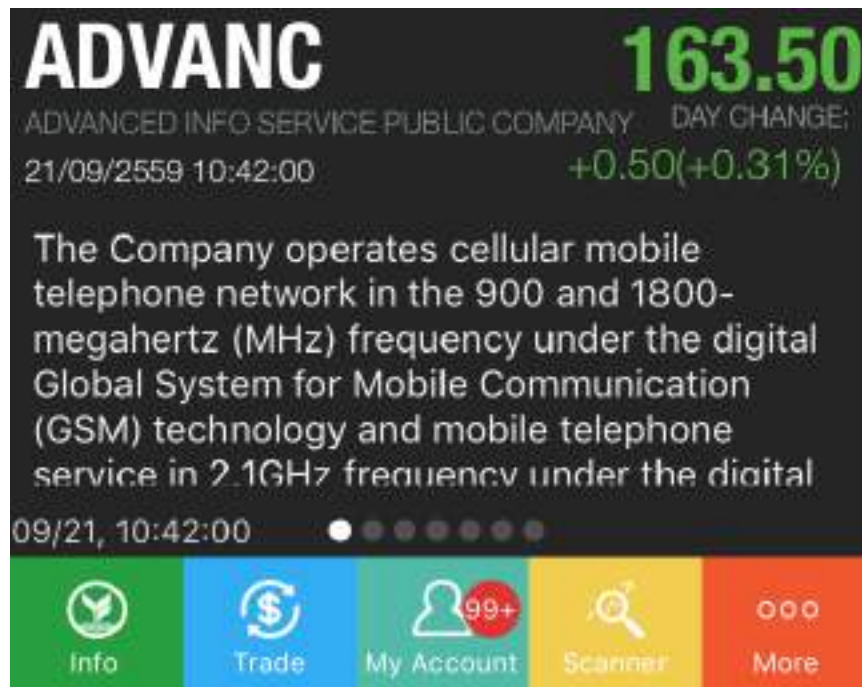 ADVANC
163.50
ADVANCED INFO SERVICE PUBLIC COMPANY
DAY CHANGE:
21/09/2559 10:42:00
+0.50(+0.31%)
The Company operates cellular mobile
telephone network in the 900 and 1800-
megahertz (MHz) frequency under the digital
Global System for Mobile Communication
(GSM) technology and mobile telephone
service in 2.1GHz frequency under the digital
09/21, 10:42:00
99+
Info
Trade
My Account
Scanner
More